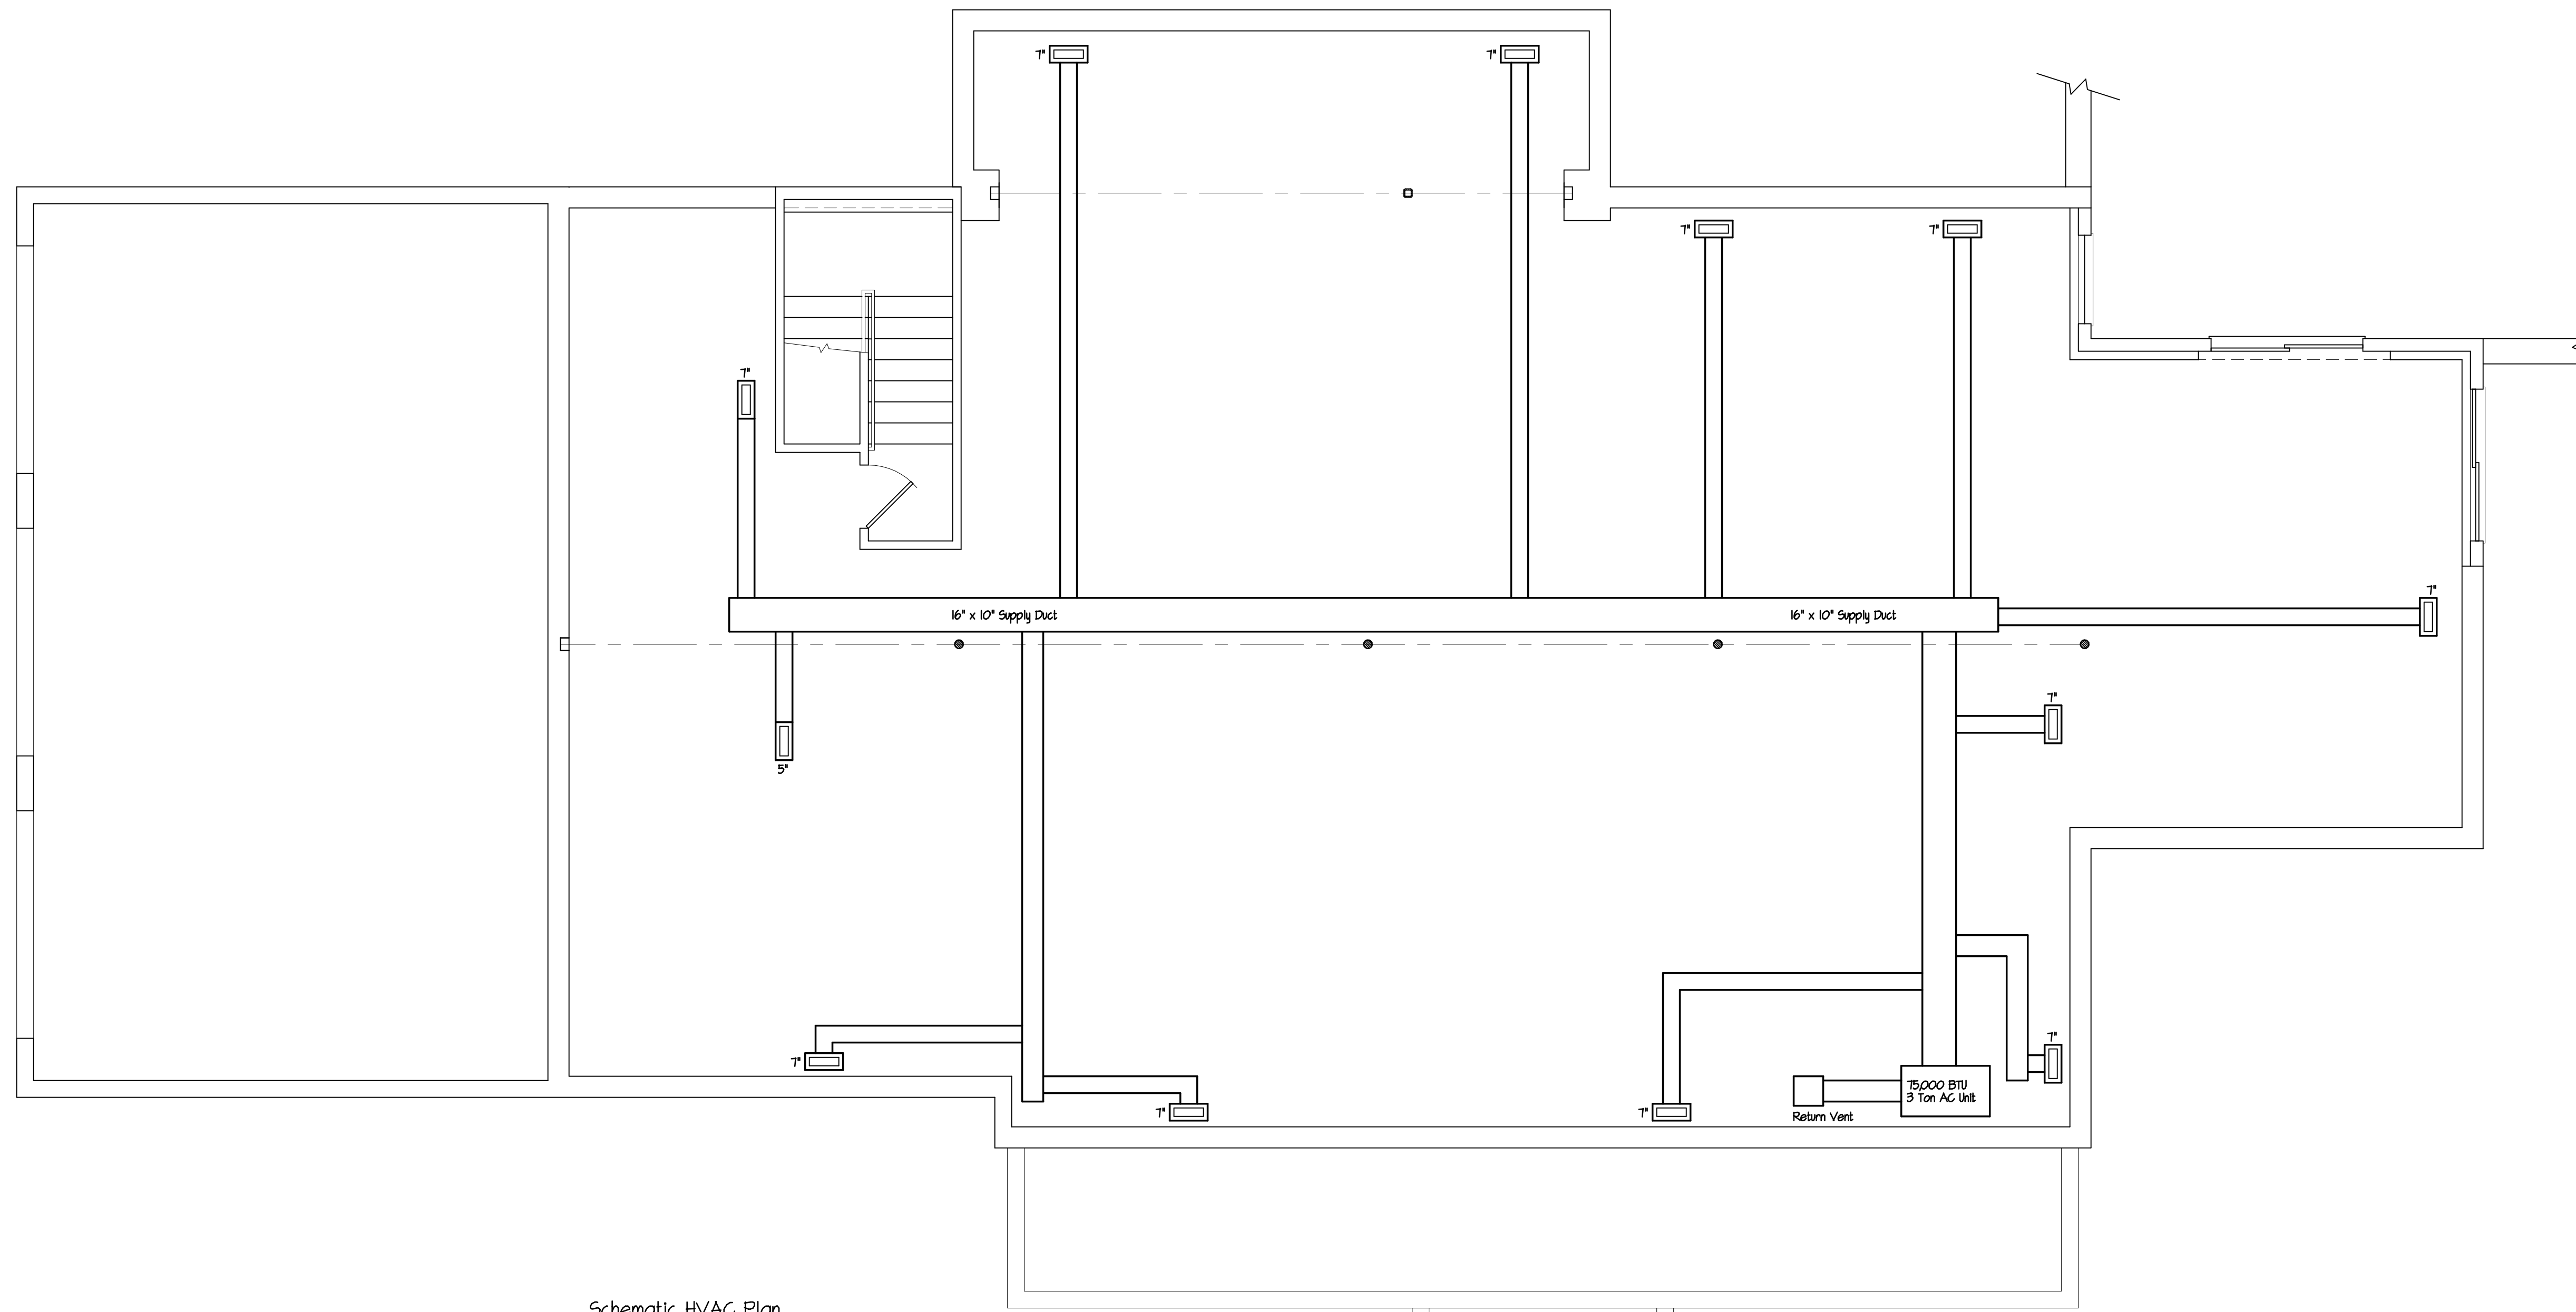 7"
7"
7"
7"
7"
16" x 10" Supply Duct
16" x 10" Supply Duct
7"
7"
5"
7"
7"
7"
7"
75,000 BTU
3 Ton AC Unit
Return Vent
Schematic HVAC Plan